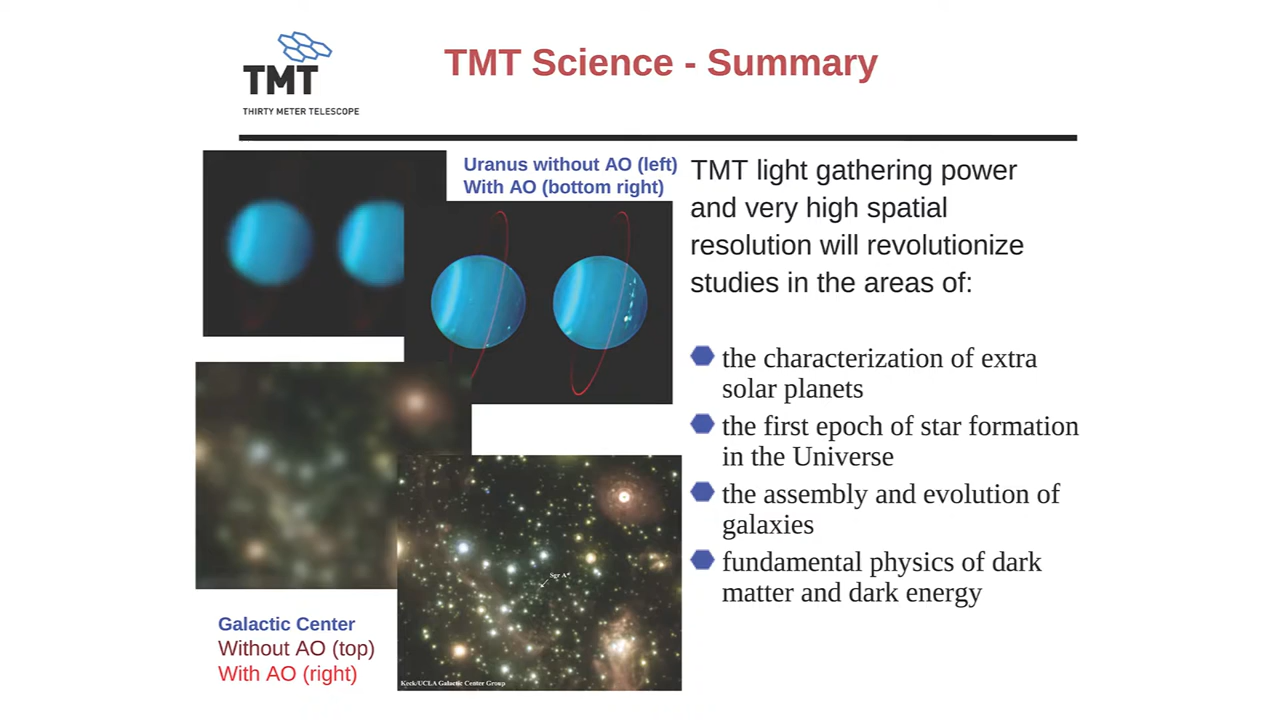 TMT
THIRTY METER TELESCOPE
TMT Science - Summary
Uranus without AO (left)
With AO (bottom right)
TMT light gathering power
and very high spatial
resolution will revolutionize
studies in the areas of:
the characterization of extra
solar planets
the first epoch of star formation
in the Universe
the assembly and evolution of
galaxies
fundamental physics of dark
matter and dark energy
Sgr A*
Keck/UCLA Galactic Center Group
Galactic Center
Without AO (top)
With AO (right)